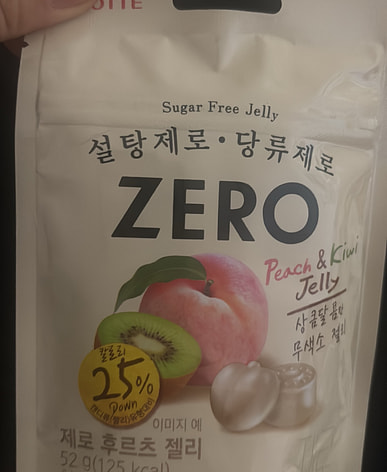 LOTTE
Sugar Free Jelly
설탕제로·당류제로
ZERO
Peach & Kiwi
Jelly
상큼달콤한
무색소 젤리
칼로리
25%
Down
이미지 예
제로 후르츠 젤리
52 g(125 kcal)